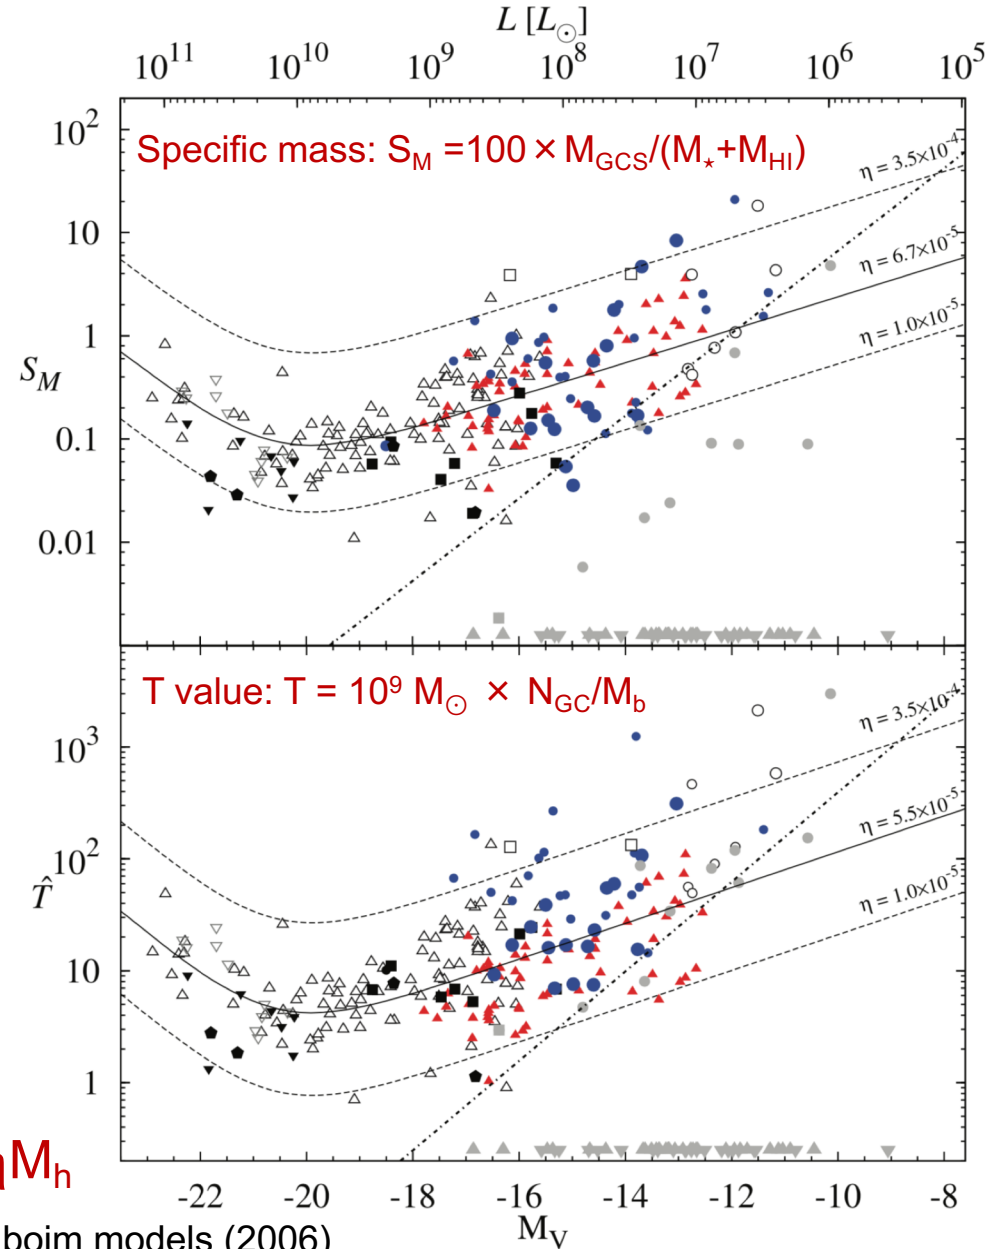 L [L☉]
10¹¹ 10¹⁰ 10⁹ 10⁸ 10⁷ 10⁶ 10⁵
Specific mass: S_M =100 × M_GCS/(M⋆+M_HI)
η = 3.5×10⁻⁴
η = 6.7×10⁻⁵
η = 1.0×10⁻⁵
10²
10
1
S_M
0.1
0.01
T value: T = 10⁹ M☉ × N_GC/M_b
η = 3.5×10⁻⁴
η = 5.5×10⁻⁵
η = 1.0×10⁻⁵
10³
10²
T̂
10
1
ηM_h
-22 -20 -18 -16 -14 -12 -10 -8
M_V
boim models (2006)